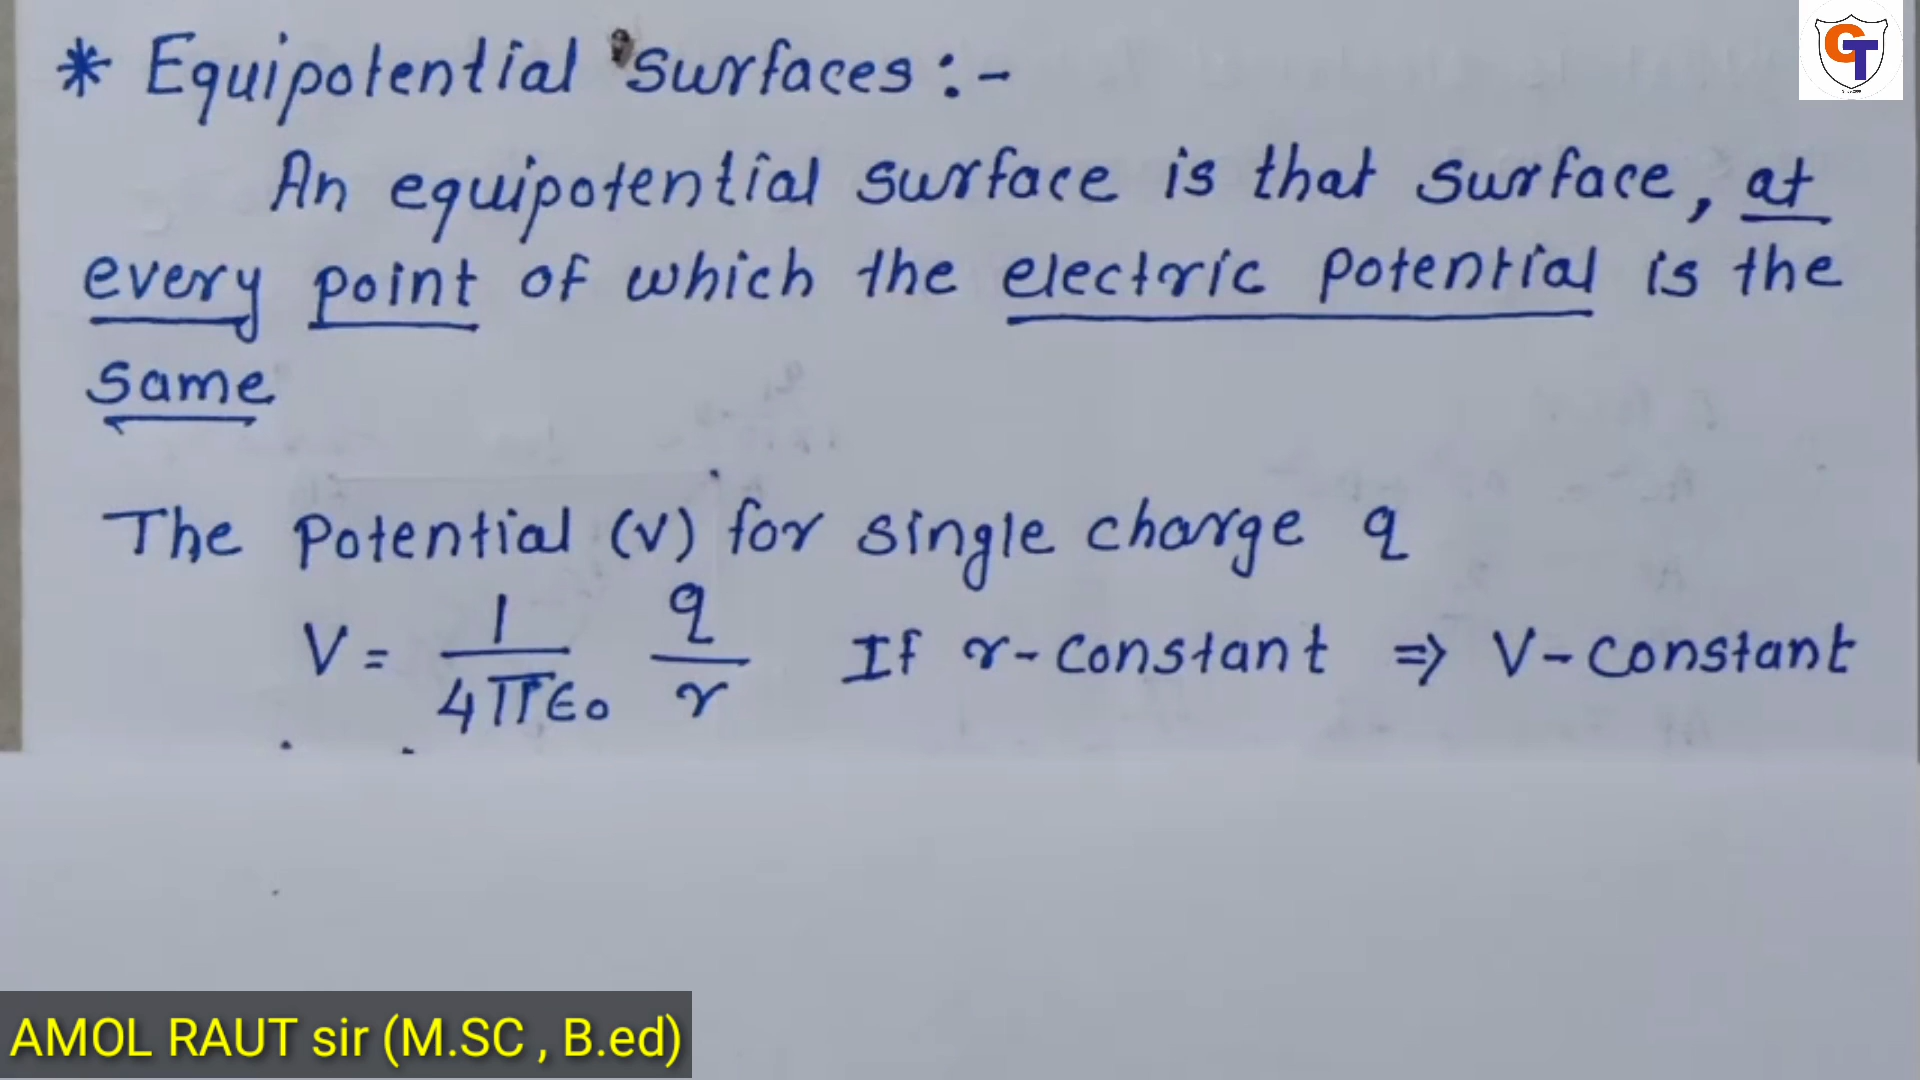 * Equipotential surfaces :-
An equipotential surface is that surface, at
every point of which the electric potential is the
same
The potential (V) for single charge q
V = 1/4πε₀ q/r If r-constant ⇒ V-constant
GT
AMOL RAUT sir (M.SC , B.ed)